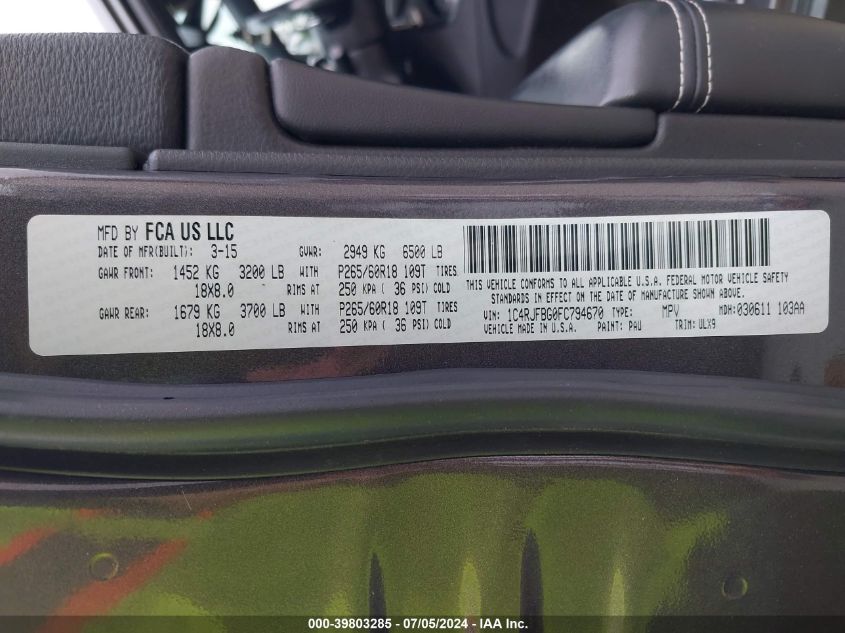 MFD BY FCA US LLC
DATE OF MFR(BUILT): 3-15 GVWR: 2949 KG 6500 LB
GAWR FRONT: 1452 KG 3200 LB WITH P265/60R18 109T TIRES
18X8.0 RIMS AT 250 KPA ( 36 PSI) COLD
GAWR REAR: 1679 KG 3700 LB WITH P265/60R18 109T TIRES
18X8.0 RIMS AT 250 KPA ( 36 PSI) COLD
THIS VEHICLE CONFORMS TO ALL APPLICABLE U.S.A. FEDERAL MOTOR VEHICLE SAFETY
STANDARDS IN EFFECT ON THE DATE OF MANUFACTURE SHOWN ABOVE.
VIN: 1C4RJFBG0FC794670 TYPE: MPV MDH: 030611 103AA
VEHICLE MADE IN U.S.A. PAINT: PAU TRIM: ULX9
000-39803285 - 07/05/2024 - IAA Inc.